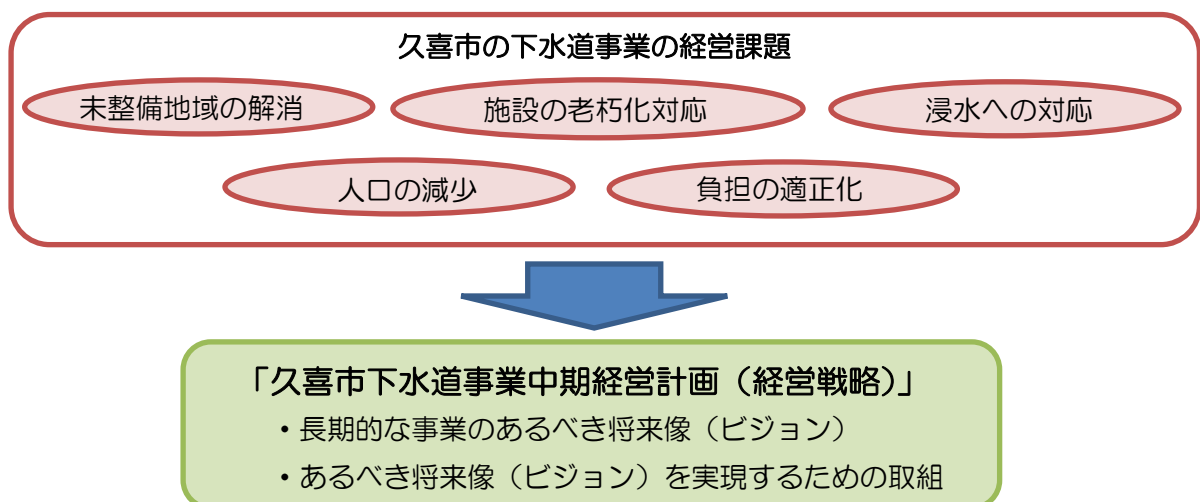 久喜市の下水道事業の経営課題
未整備地域の解消
施設の老朽化対応
浸水への対応
人口の減少
負担の適正化
「久喜市下水道事業中期経営計画（経営戦略）」
・長期的な事業のあるべき将来像（ビジョン）
・あるべき将来像（ビジョン）を実現するための取組